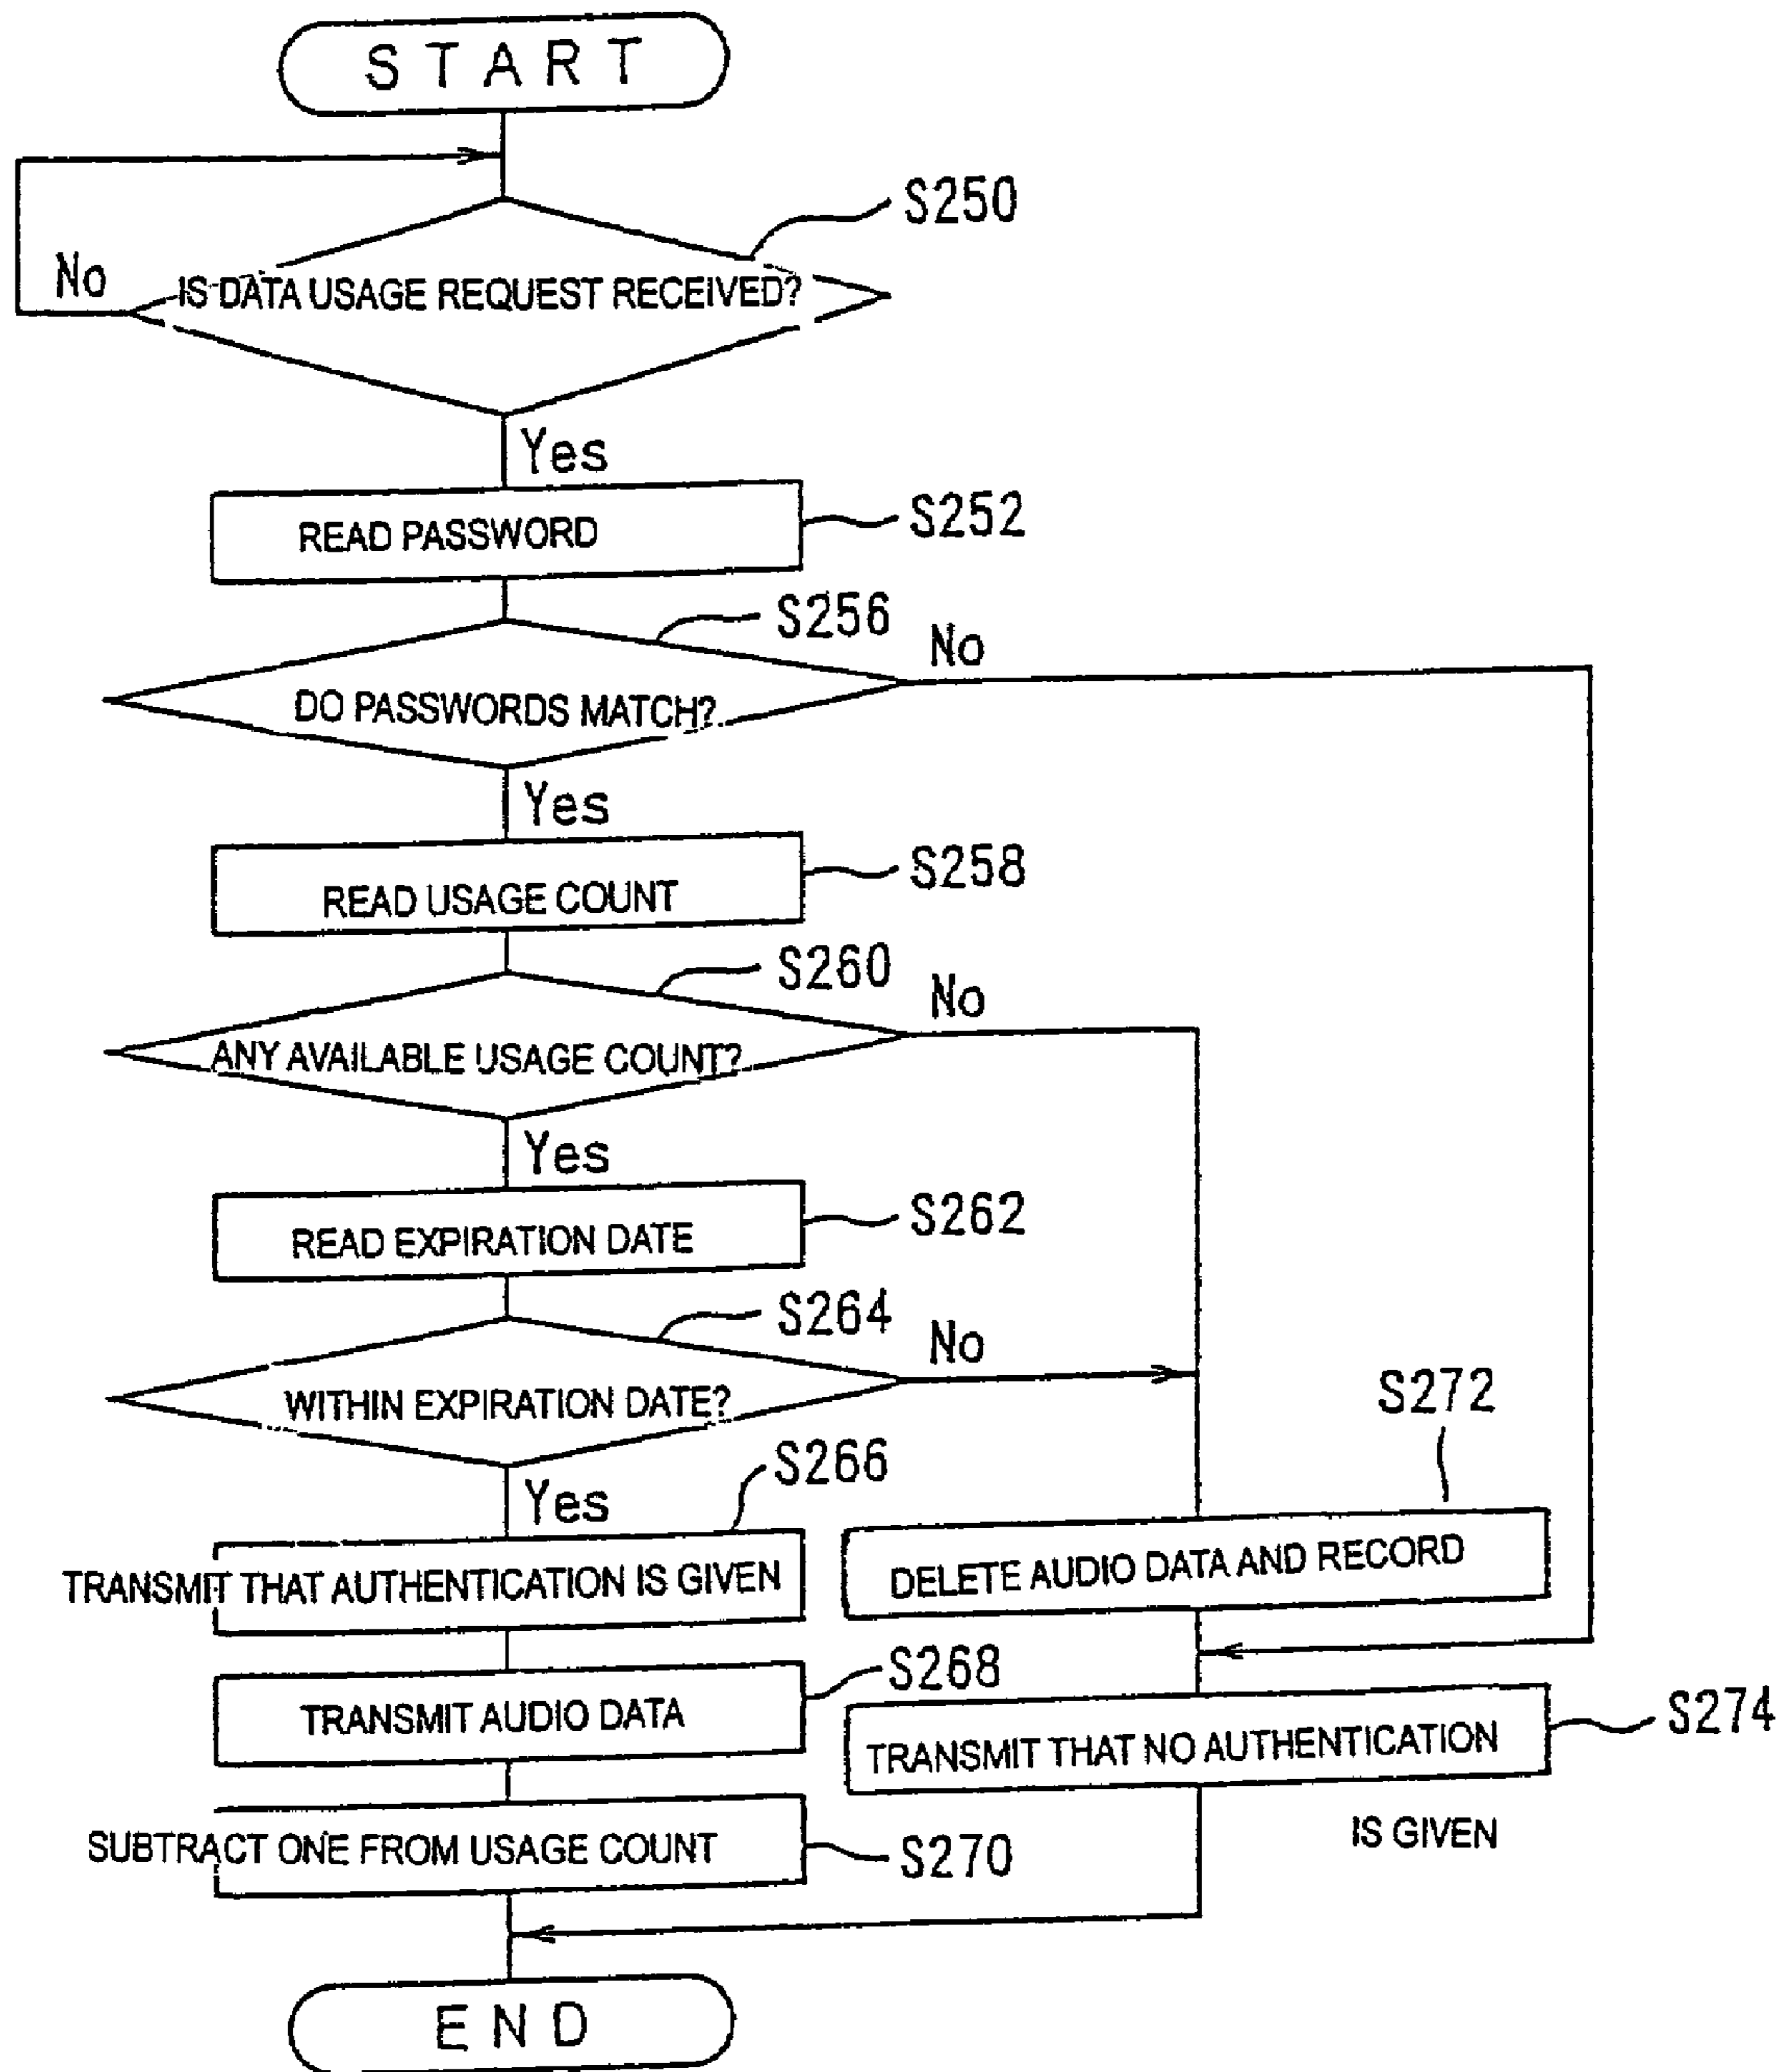 START
S250
No
IS DATA USAGE REQUEST RECEIVED?
Yes
READ PASSWORD
S252
S256
No
DO PASSWORDS MATCH?
Yes
READ USAGE COUNT
S258
S260
No
ANY AVAILABLE USAGE COUNT?
Yes
READ EXPIRATION DATE
S262
S264
No
WITHIN EXPIRATION DATE?
S272
S266
Yes
TRANSMIT THAT AUTHENTICATION IS GIVEN
DELETE AUDIO DATA AND RECORD
S268
TRANSMIT AUDIO DATA
S274
TRANSMIT THAT NO AUTHENTICATION
IS GIVEN
SUBTRACT ONE FROM USAGE COUNT
S270
END